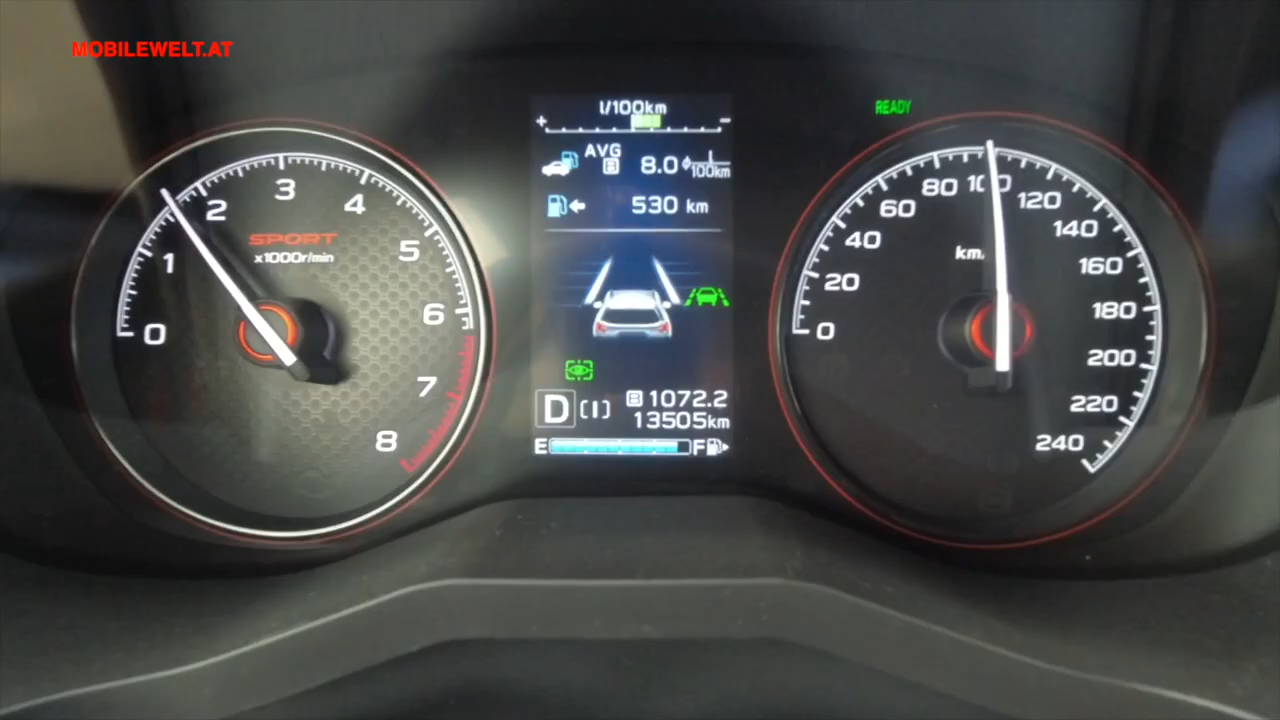 MOBILEWELT.AT
l/100km
+ −
READY
AVG
B 8.0 ɸ l/100km
530 km
0 1 2 3 4 5 6 7 8
SPORT
x1000r/min
0 20 40 60 80 100 120 140 160 180 200 220 240
km/
D [I] B 1072.2
13505km
E F